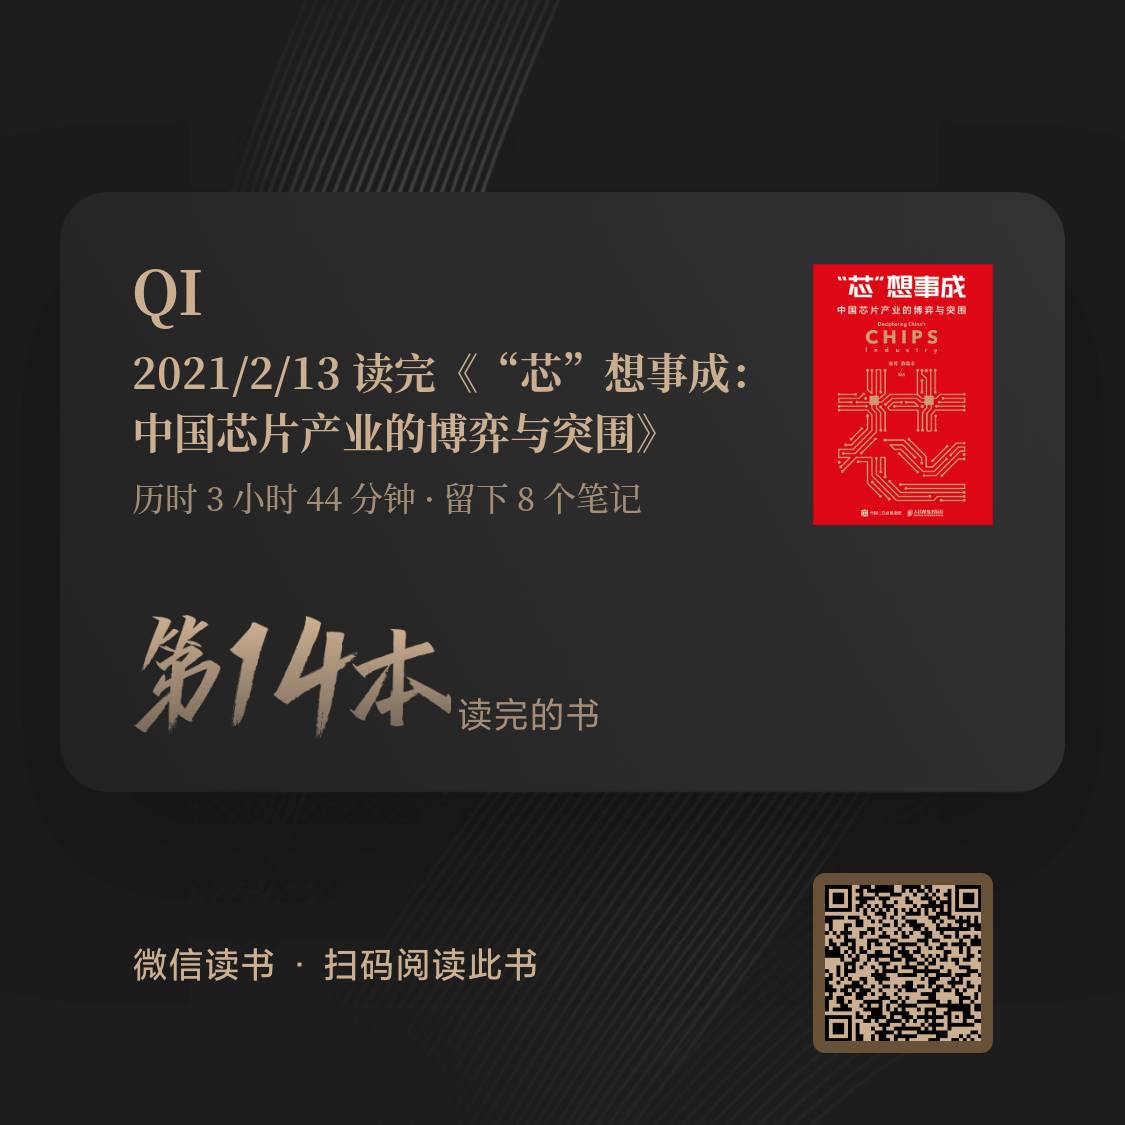 QI
2021/2/13 读完《“芯”想事成：
中国芯片产业的博弈与突围》
历时 3 小时 44 分钟 · 留下 8 个笔记
“芯”想事成
中国芯片产业的博弈与突围
Deciphering China's
CHIPS
Industry
第14本 读完的书
微信读书 · 扫码阅读此书